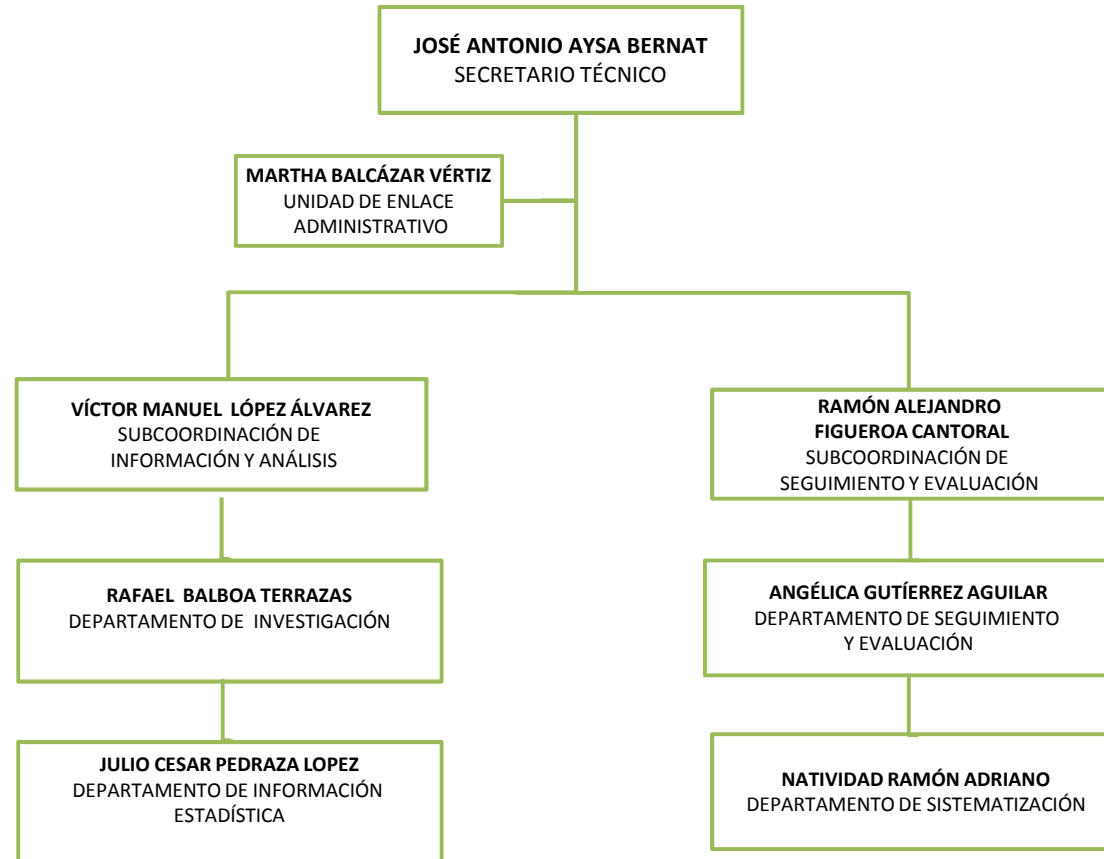 JOSÉ ANTONIO AYSA BERNAT
SECRETARIO TÉCNICO
MARTHA BALCÁZAR VÉRTIZ
UNIDAD DE ENLACE
ADMINISTRATIVO
VÍCTOR MANUEL LÓPEZ ÁLVAREZ
SUBCOORDINACIÓN DE
INFORMACIÓN Y ANÁLISIS
RAMÓN ALEJANDRO
FIGUEROA CANTORAL
SUBCOORDINACIÓN DE
SEGUIMIENTO Y EVALUACIÓN
RAFAEL BALBOA TERRAZAS
DEPARTAMENTO DE INVESTIGACIÓN
ANGÉLICA GUTÍERREZ AGUILAR
DEPARTAMENTO DE SEGUIMIENTO
Y EVALUACIÓN
JULIO CESAR PEDRAZA LOPEZ
DEPARTAMENTO DE INFORMACIÓN
ESTADÍSTICA
NATIVIDAD RAMÓN ADRIANO
DEPARTAMENTO DE SISTEMATIZACIÓN